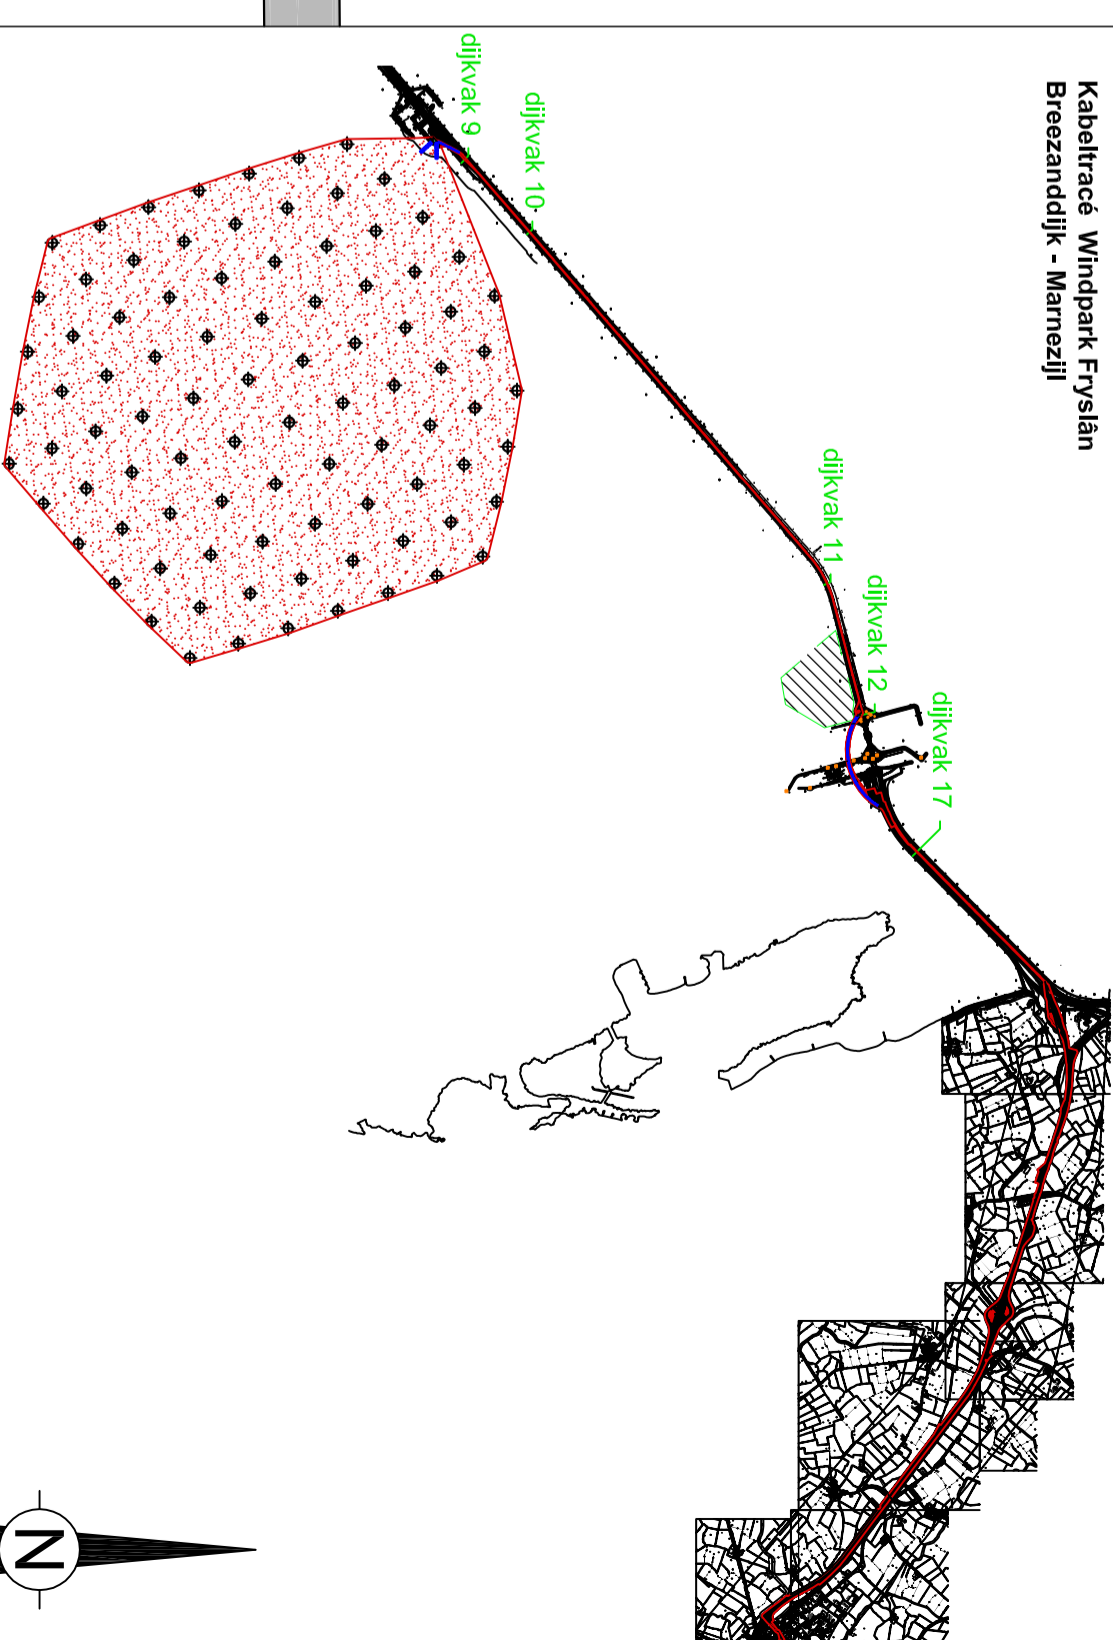 Kabeltracé Windpark Fryslân
Breezanddijk - Marnezijl
dijkvak 9
dijkvak 10
dijkvak 11
dijkvak 12
dijkvak 17
N